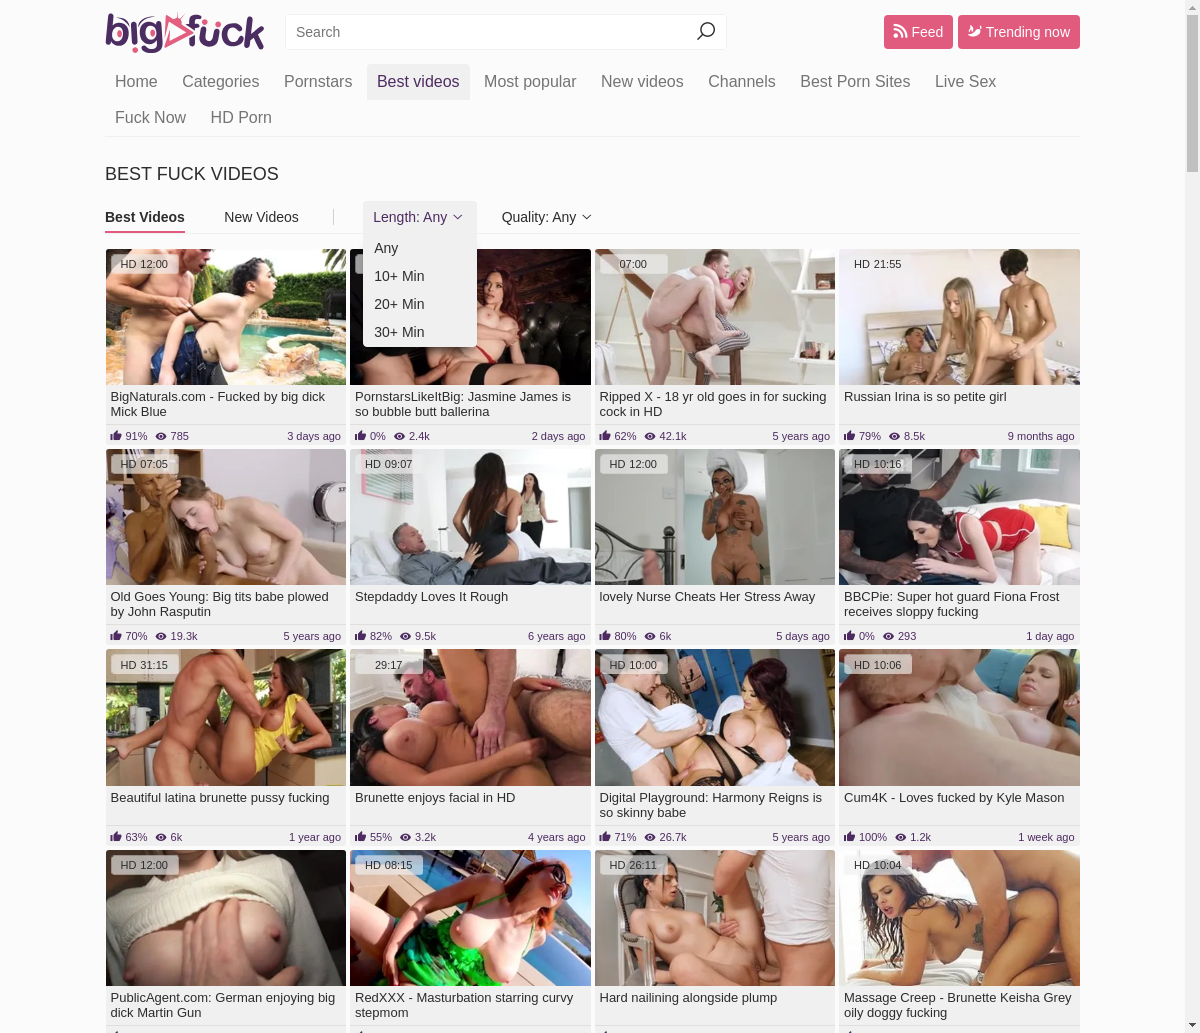 bigfuck
Search
Feed
Trending now
Home Categories Pornstars Best videos Most popular New videos Channels Best Porn Sites Live Sex
Fuck Now HD Porn
BEST FUCK VIDEOS
Best Videos New Videos Length: Any Quality: Any
Any
10+ Min
20+ Min
30+ Min
HD 12:00
07:00
HD 21:55
BigNaturals.com - Fucked by big dick
Mick Blue
PornstarsLikeItBig: Jasmine James is
so bubble butt ballerina
Ripped X - 18 yr old goes in for sucking
cock in HD
Russian Irina is so petite girl
91% 785 3 days ago
0% 2.4k 2 days ago
62% 42.1k 5 years ago
79% 8.5k 9 months ago
HD 07:05
HD 09:07
HD 12:00
HD 10:16
Old Goes Young: Big tits babe plowed
by John Rasputin
Stepdaddy Loves It Rough
lovely Nurse Cheats Her Stress Away
BBCPie: Super hot guard Fiona Frost
receives sloppy fucking
70% 19.3k 5 years ago
82% 9.5k 6 years ago
80% 6k 5 days ago
0% 293 1 day ago
HD 31:15
29:17
HD 10:00
HD 10:06
Beautiful latina brunette pussy fucking
Brunette enjoys facial in HD
Digital Playground: Harmony Reigns is
so skinny babe
Cum4K - Loves fucked by Kyle Mason
63% 6k 1 year ago
55% 3.2k 4 years ago
71% 26.7k 5 years ago
100% 1.2k 1 week ago
HD 12:00
HD 08:15
HD 26:11
HD 10:04
PublicAgent.com: German enjoying big
dick Martin Gun
RedXXX - Masturbation starring curvy
stepmom
Hard nailining alongside plump
Massage Creep - Brunette Keisha Grey
oily doggy fucking